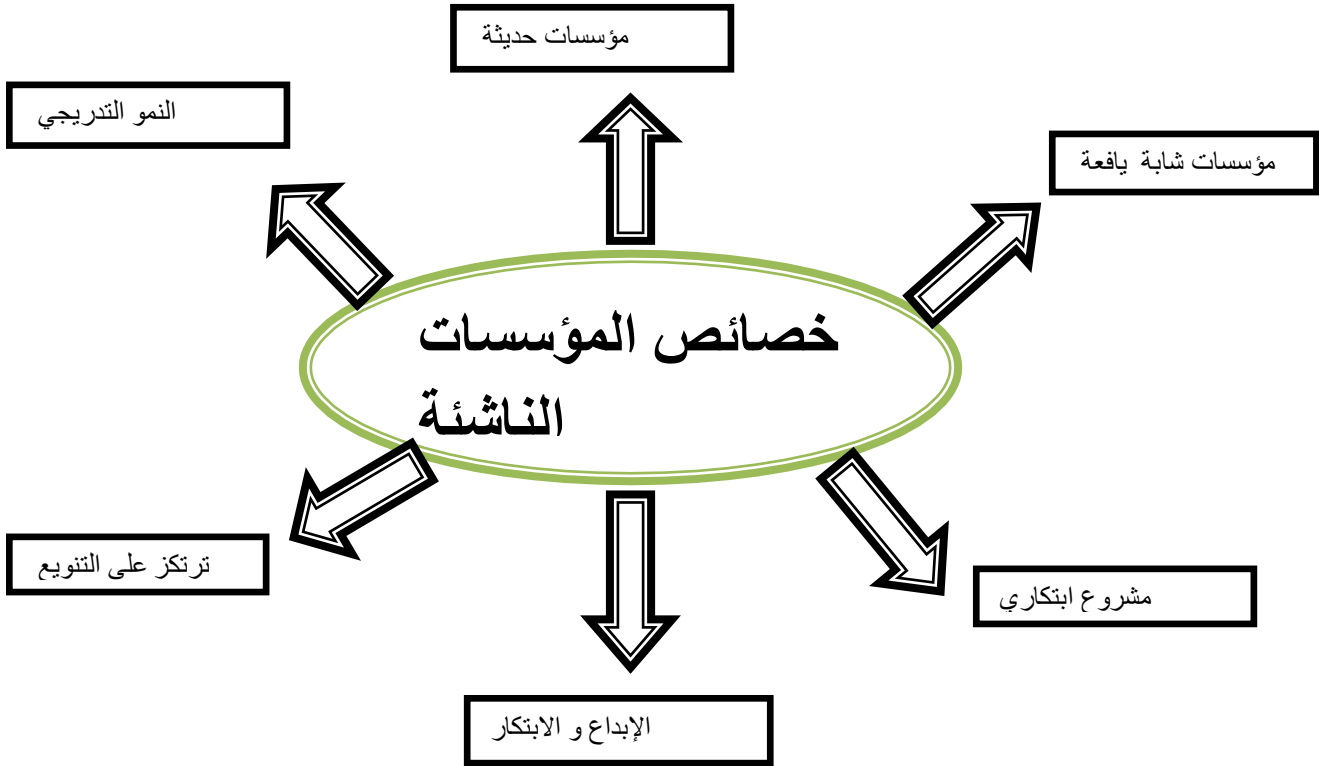 مؤسسات حديثة
النمو التدريجي
مؤسسات شابة يافعة
خصائص المؤسسات
الناشئة
ترتكز على التنويع
مشروع ابتكاري
الإبداع و الابتكار